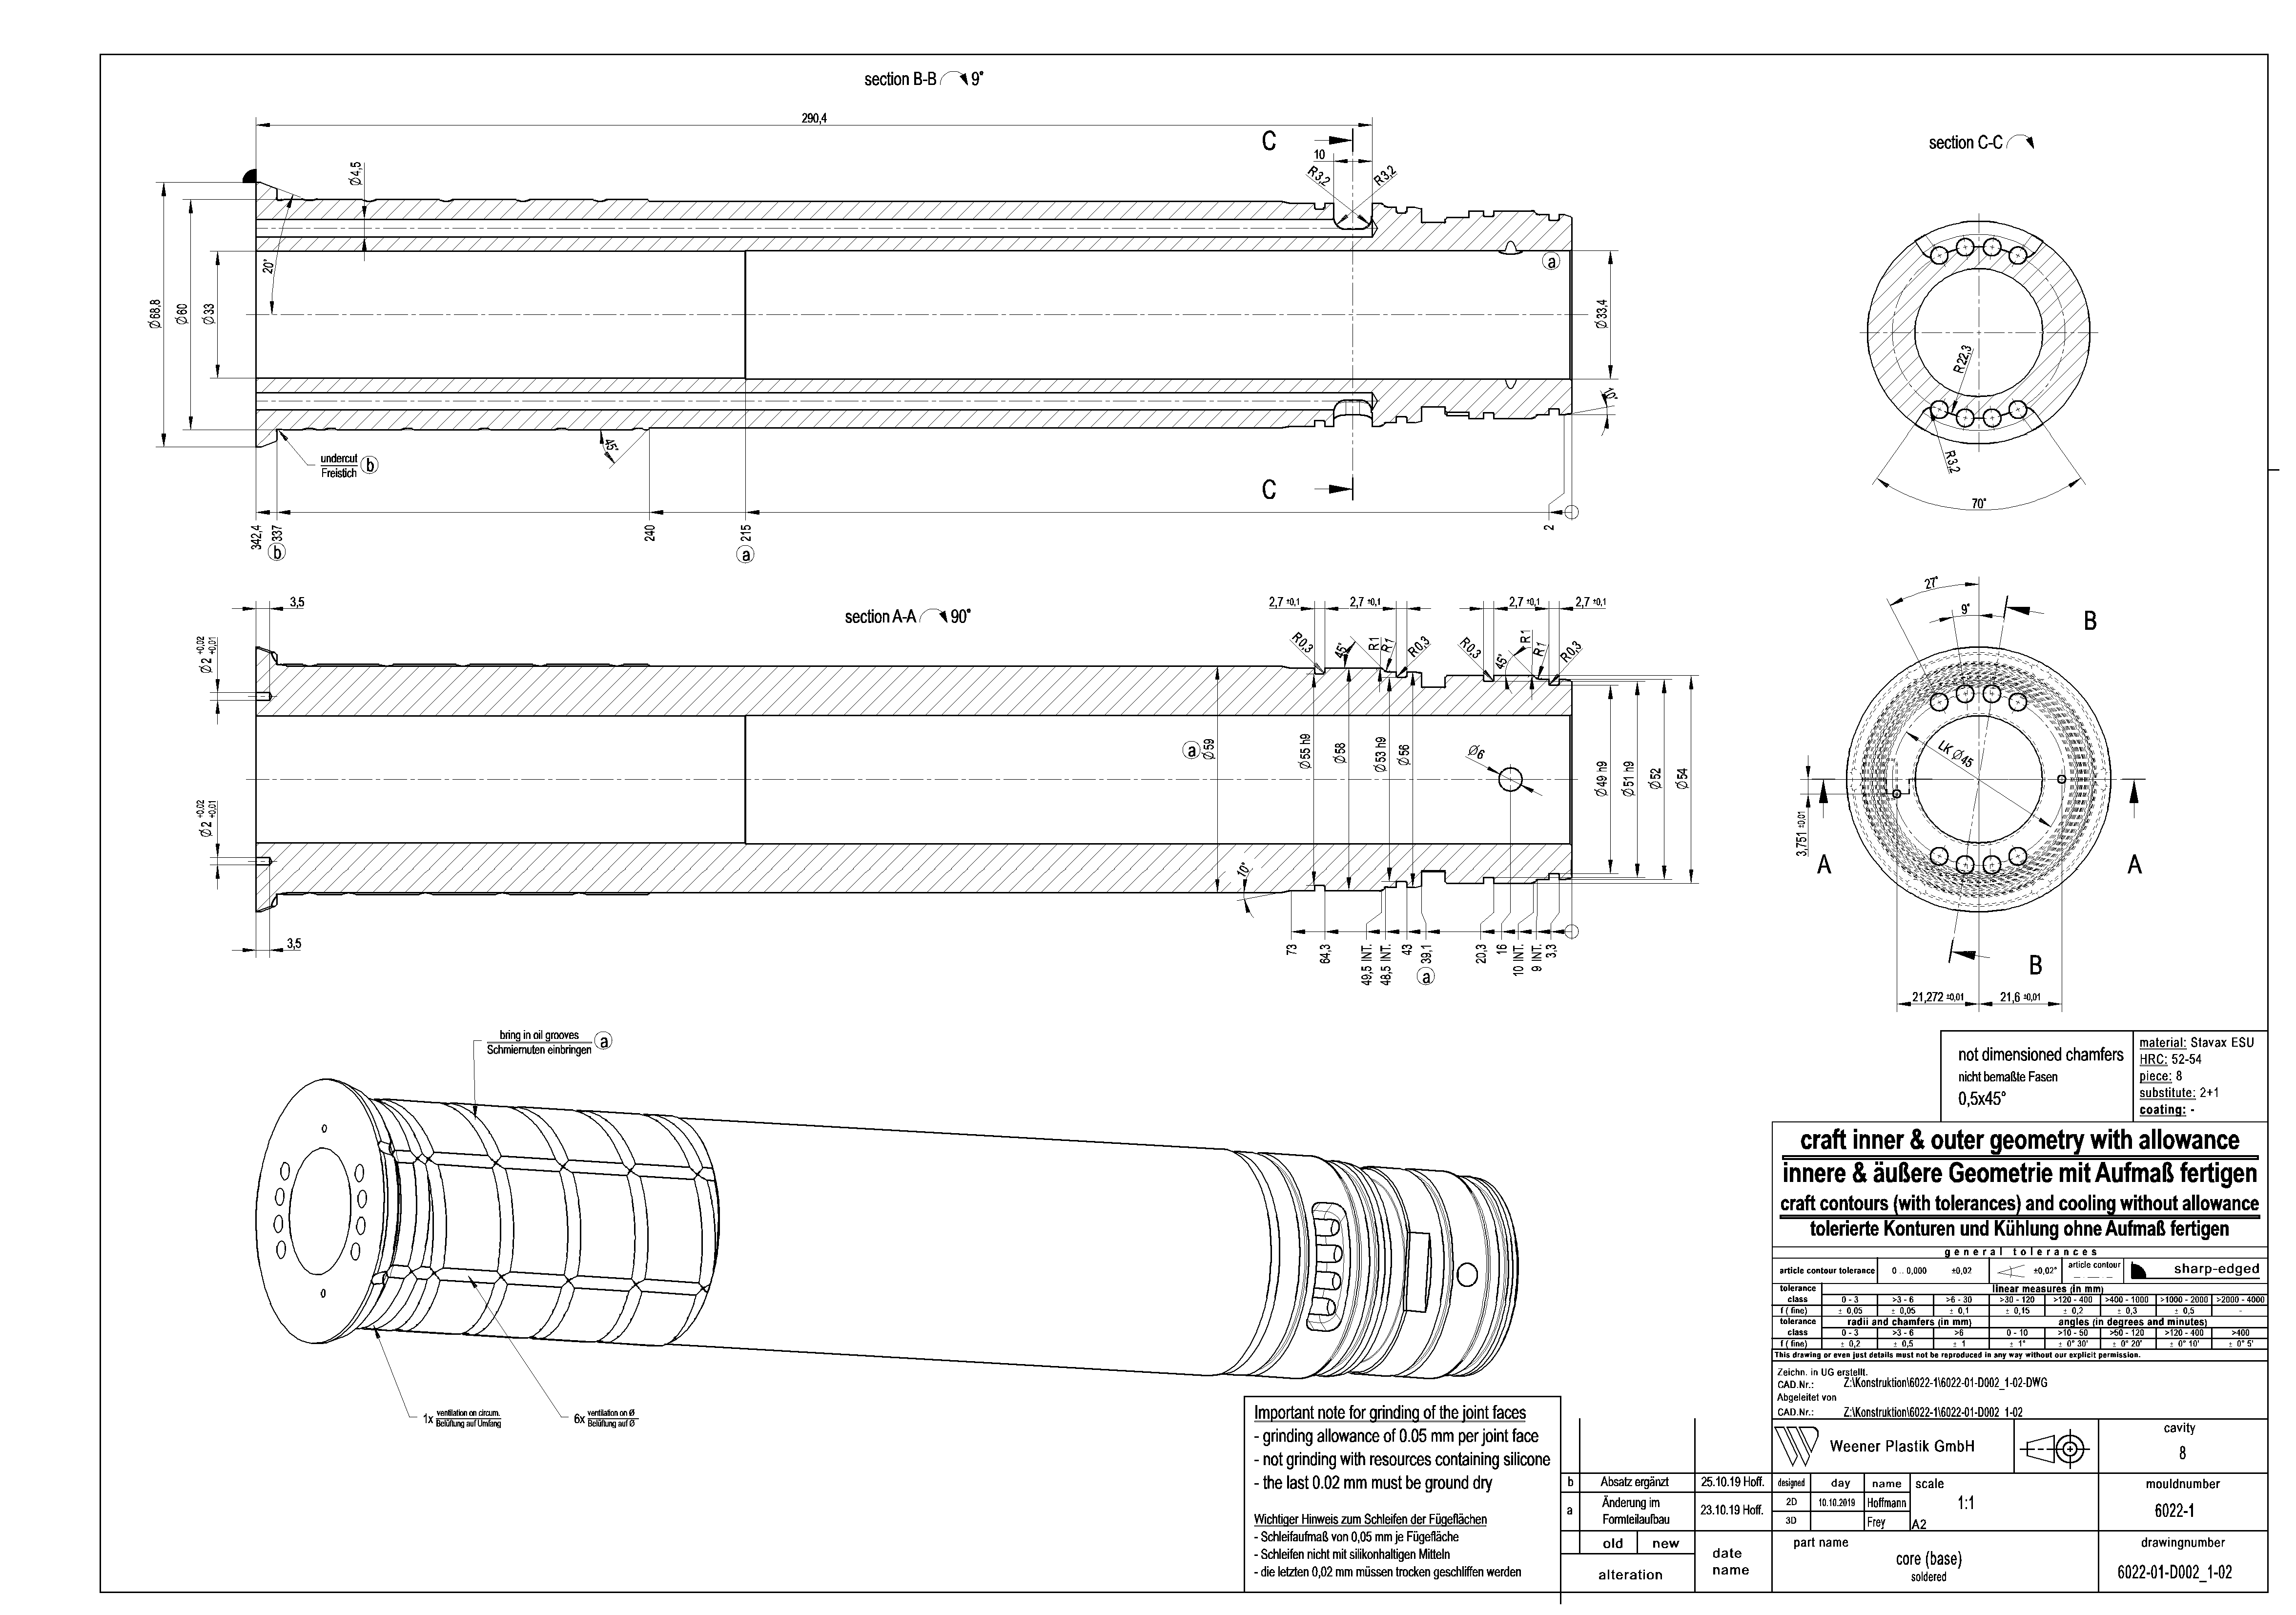 section B-B 9°
290,4
C
10
R3,2
R3,2
Ø4,5
20°
Ø68,8
Ø60
Ø33
Ø33,4
a
10°
45°
undercut
Freistich
b
C
342,4
337
b
240
215
a
2
section C-C
R22,3
R3,2
70°
section A-A 90°
3,5
Ø2 +0,02 +0,01
Ø2 +0,02 +0,01
3,5
2,7 ±0,1
2,7 ±0,1
2,7 ±0,1
2,7 ±0,1
R0,3
45°
R1
R1
R0,3
R0,3
45°
R1
R1
R0,3
a
Ø59
Ø55 h9
Ø58
Ø53 h9
Ø56
Ø6
Ø49 h9
Ø51 h9
Ø52
Ø54
10°
73
64,3
49,5 INT.
48,5 INT.
43
39,1
a
20,3
16
10 INT.
9 INT.
3,3
27°
9°
B
LK Ø45
3,751 ±0,01
A
A
B
21,272 ±0,01
21,6 ±0,01
bring in oil grooves
Schmiernuten einbringen
a
1x ventilation on circum.
Belüftung auf Umfang
6x ventilation on Ø
Belüftung auf Ø
not dimensioned chamfers
nicht bemaßte Fasen
0,5x45°
material: Stavax ESU
HRC: 52-54
piece: 8
substitute: 2+1
coating: -
craft inner & outer geometry with allowance
innere & äußere Geometrie mit Aufmaß fertigen
craft contours (with tolerances) and cooling without allowance
tolerierte Konturen und Kühlung ohne Aufmaß fertigen
general tolerances
article contour tolerance 0 .. 0,000 ±0,02 ±0,02° article contour sharp-edged
tolerance class linear measures (in mm)
0 - 3 >3 - 6 >6 - 30 >30 - 120 >120 - 400 >400 - 1000 >1000 - 2000 >2000 - 4000
f ( fine) ± 0,05 ± 0,05 ± 0,1 ± 0,15 ± 0,2 ± 0,3 ± 0,5 -
tolerance class radii and chamfers (in mm) angles (in degrees and minutes)
0 - 3 >3 - 6 >6 0 - 10 >10 - 50 >50 - 120 >120 - 400 >400
f ( fine) ± 0,2 ± 0,5 ± 1 ± 1° ± 0° 30' ± 0° 20' ± 0° 10' ± 0° 5'
This drawing or even just details must not be reproduced in any way without our explicit permission.
Zeichn. in UG erstellt.
CAD.Nr.: Z:\Konstruktion\6022-1\6022-01-D002_1-02-DWG
Abgeleitet von
CAD.Nr.: Z:\Konstruktion\6022-1\6022-01-D002_1-02
Weener Plastik GmbH
cavity
8
designed day name scale
2D 10.10.2019 Hoffmann 1:1
3D Frey A2
mouldnumber
6022-1
part name
core (base)
soldered
drawingnumber
6022-01-D002_1-02
b Absatz ergänzt 25.10.19 Hoff.
a Änderung im Formteilaufbau 23.10.19 Hoff.
old new
alteration
date
name
Important note for grinding of the joint faces
- grinding allowance of 0.05 mm per joint face
- not grinding with resources containing silicone
- the last 0.02 mm must be ground dry
Wichtiger Hinweis zum Schleifen der Fügeflächen
- Schleifaufmaß von 0,05 mm je Fügefläche
- Schleifen nicht mit silikonhaltigen Mitteln
- die letzten 0,02 mm müssen trocken geschliffen werden